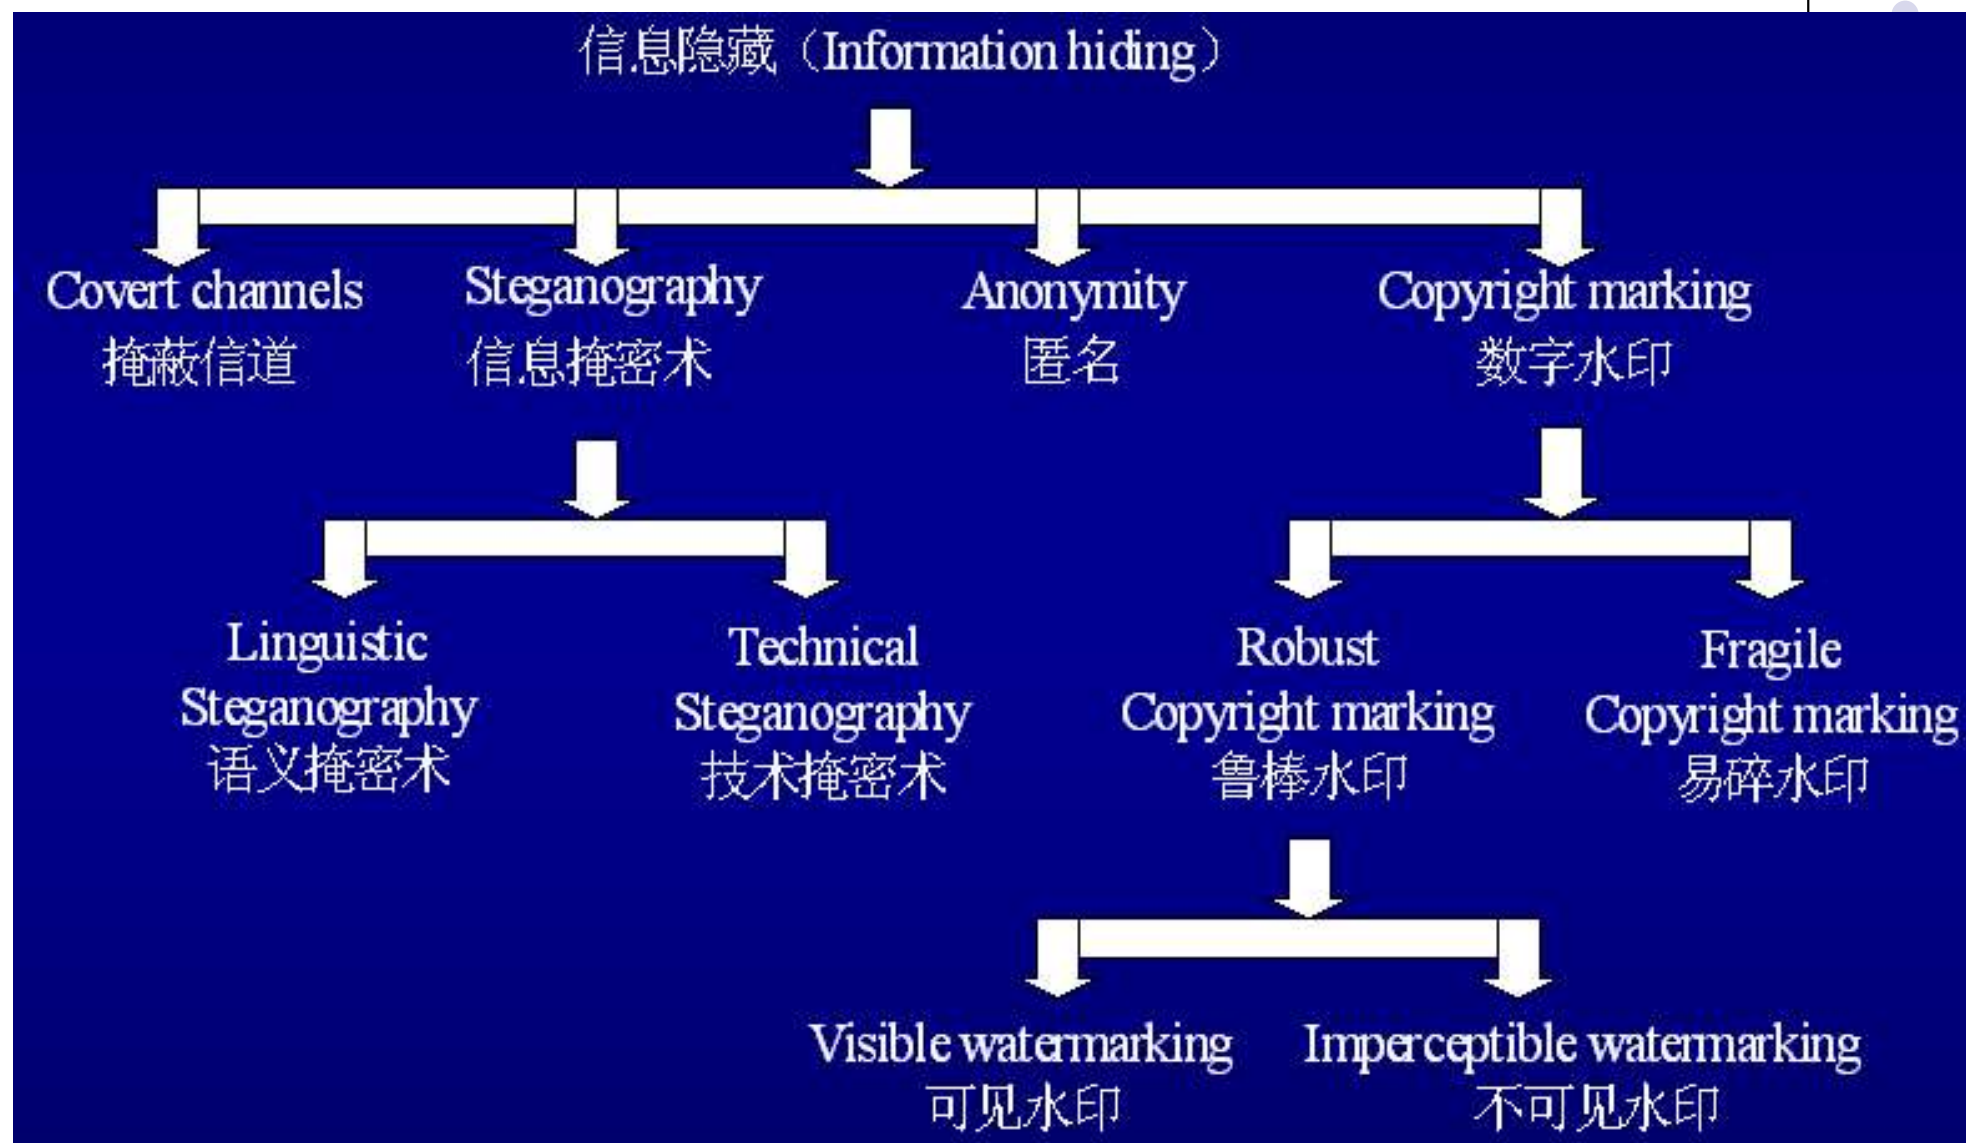 信息隐藏（Information hiding）
Covert channels
掩蔽信道
Steganography
信息掩密术
Anonymity
匿名
Copyright marking
数字水印
Linguistic
Steganography
语义掩密术
Technical
Steganography
技术掩密术
Robust
Copyright marking
鲁棒水印
Fragile
Copyright marking
易碎水印
Visible watermarking
可见水印
Imperceptible watermarking
不可见水印